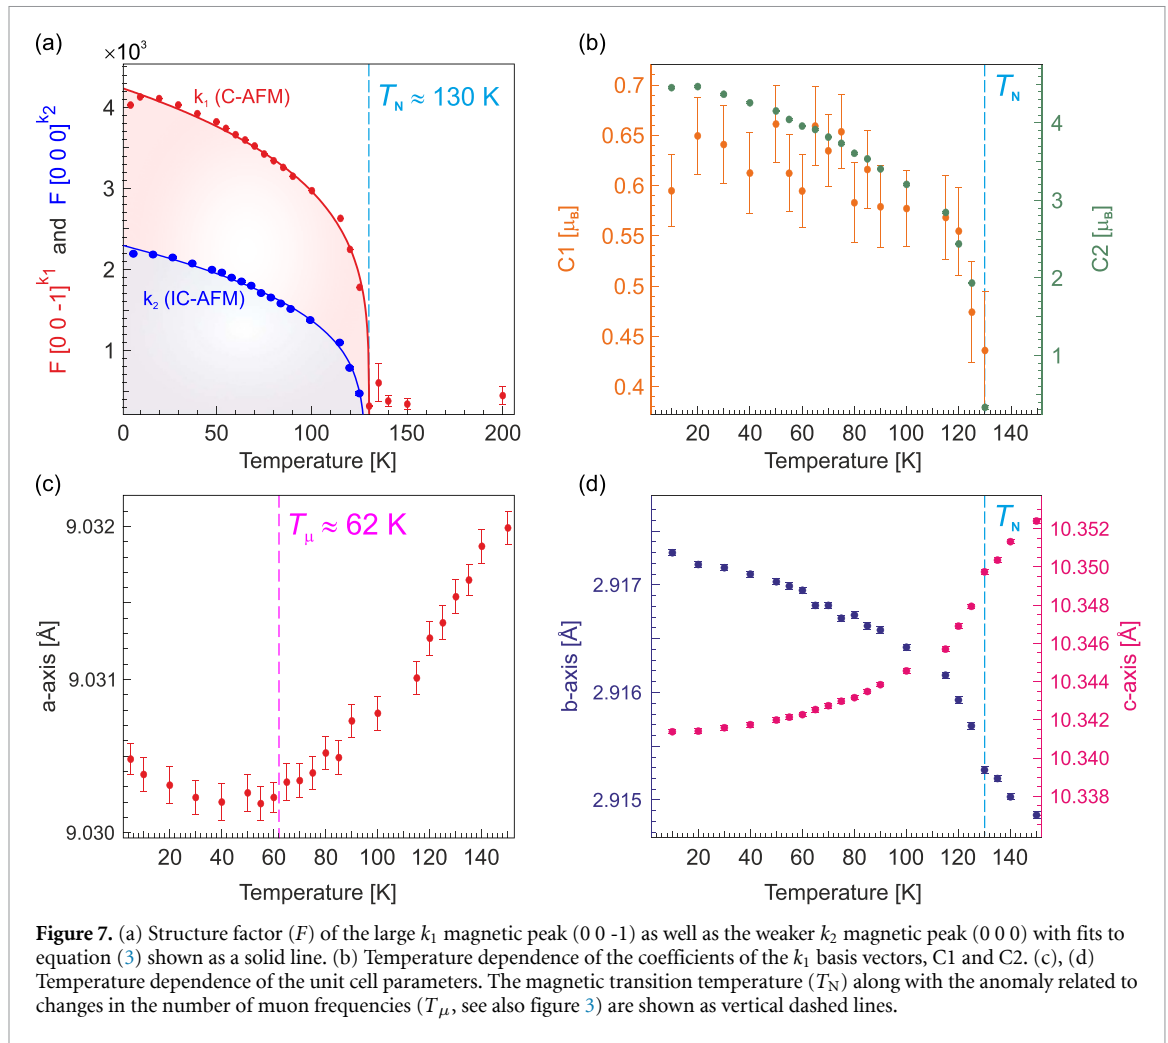 (a)
×10³
4
3
2
1
F [0 0 -1]^k₁ and F [0 0 0]^k₂
k₁ (C-AFM)
k₂ (IC-AFM)
T_N ≈ 130 K
0 50 100 150 200
Temperature [K]
(b)
0.7
0.65
0.6
0.55
0.5
0.45
0.4
C1 [μ_B]
T_N
4
3
2
1
C2 [μ_B]
20 40 60 80 100 120 140
Temperature [K]
(c)
9.032
9.031
9.030
a-axis [Å]
T_μ ≈ 62 K
20 40 60 80 100 120 140
Temperature [K]
(d)
2.917
2.916
2.915
b-axis [Å]
T_N
10.352
10.350
10.348
10.346
10.344
10.342
10.340
10.338
c-axis [Å]
20 40 60 80 100 120 140
Temperature [K]
Figure 7. (a) Structure factor (F) of the large k₁ magnetic peak (0 0 -1) as well as the weaker k₂ magnetic peak (0 0 0) with fits to
equation (3) shown as a solid line. (b) Temperature dependence of the coefficients of the k₁ basis vectors, C1 and C2. (c), (d)
Temperature dependence of the unit cell parameters. The magnetic transition temperature (T_N) along with the anomaly related to
changes in the number of muon frequencies (T_μ, see also figure 3) are shown as vertical dashed lines.